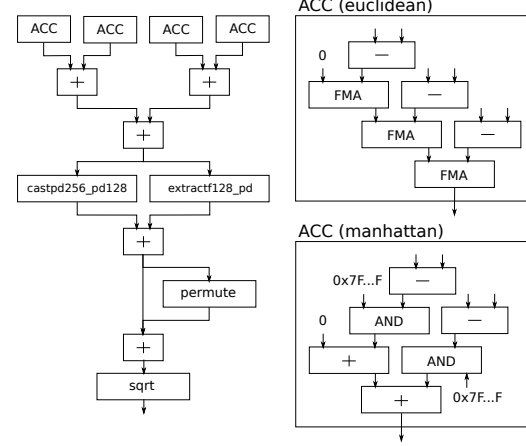 ACC ACC ACC ACC
+ +
+
castpd256_pd128 extractf128_pd
+
permute
+
sqrt
ACC (euclidean)
0 —
FMA —
FMA —
FMA
ACC (manhattan)
0x7F...F —
0 AND —
+ AND
+ 0x7F...F